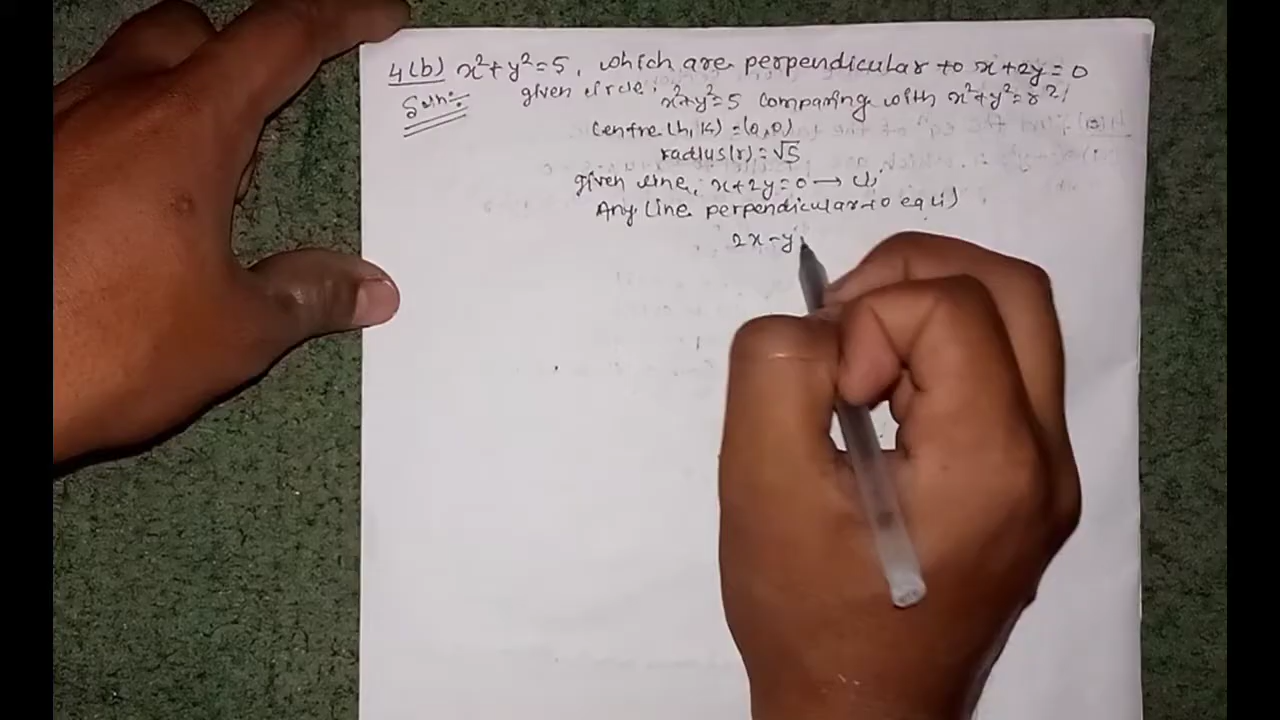 4(b) x²+y²=5, which are perpendicular to x+2y=0
Soln:- given circle: x²+y²=5 comparing with x²+y²=r²,
Centre (h,k) = (0,0)
radius(r) = √5
given line, x+2y=0 → (i)
Any line perpendicular to eq(i)
2x-y